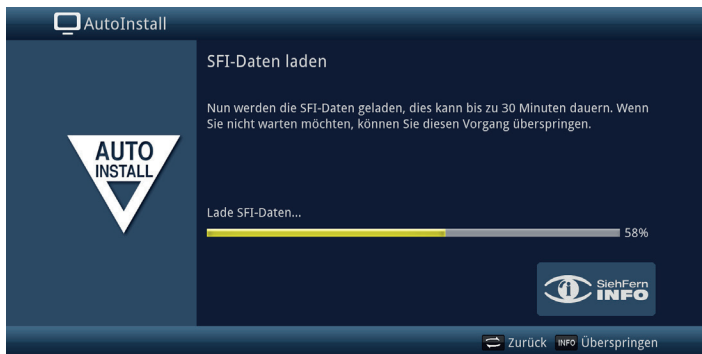 AutoInstall
SFI-Daten laden
Nun werden die SFI-Daten geladen, dies kann bis zu 30 Minuten dauern. Wenn
Sie nicht warten möchten, können Sie diesen Vorgang überspringen.
AUTO
INSTALL
Lade SFI-Daten...
58%
SiehFern
INFO
Zurück INFO Überspringen